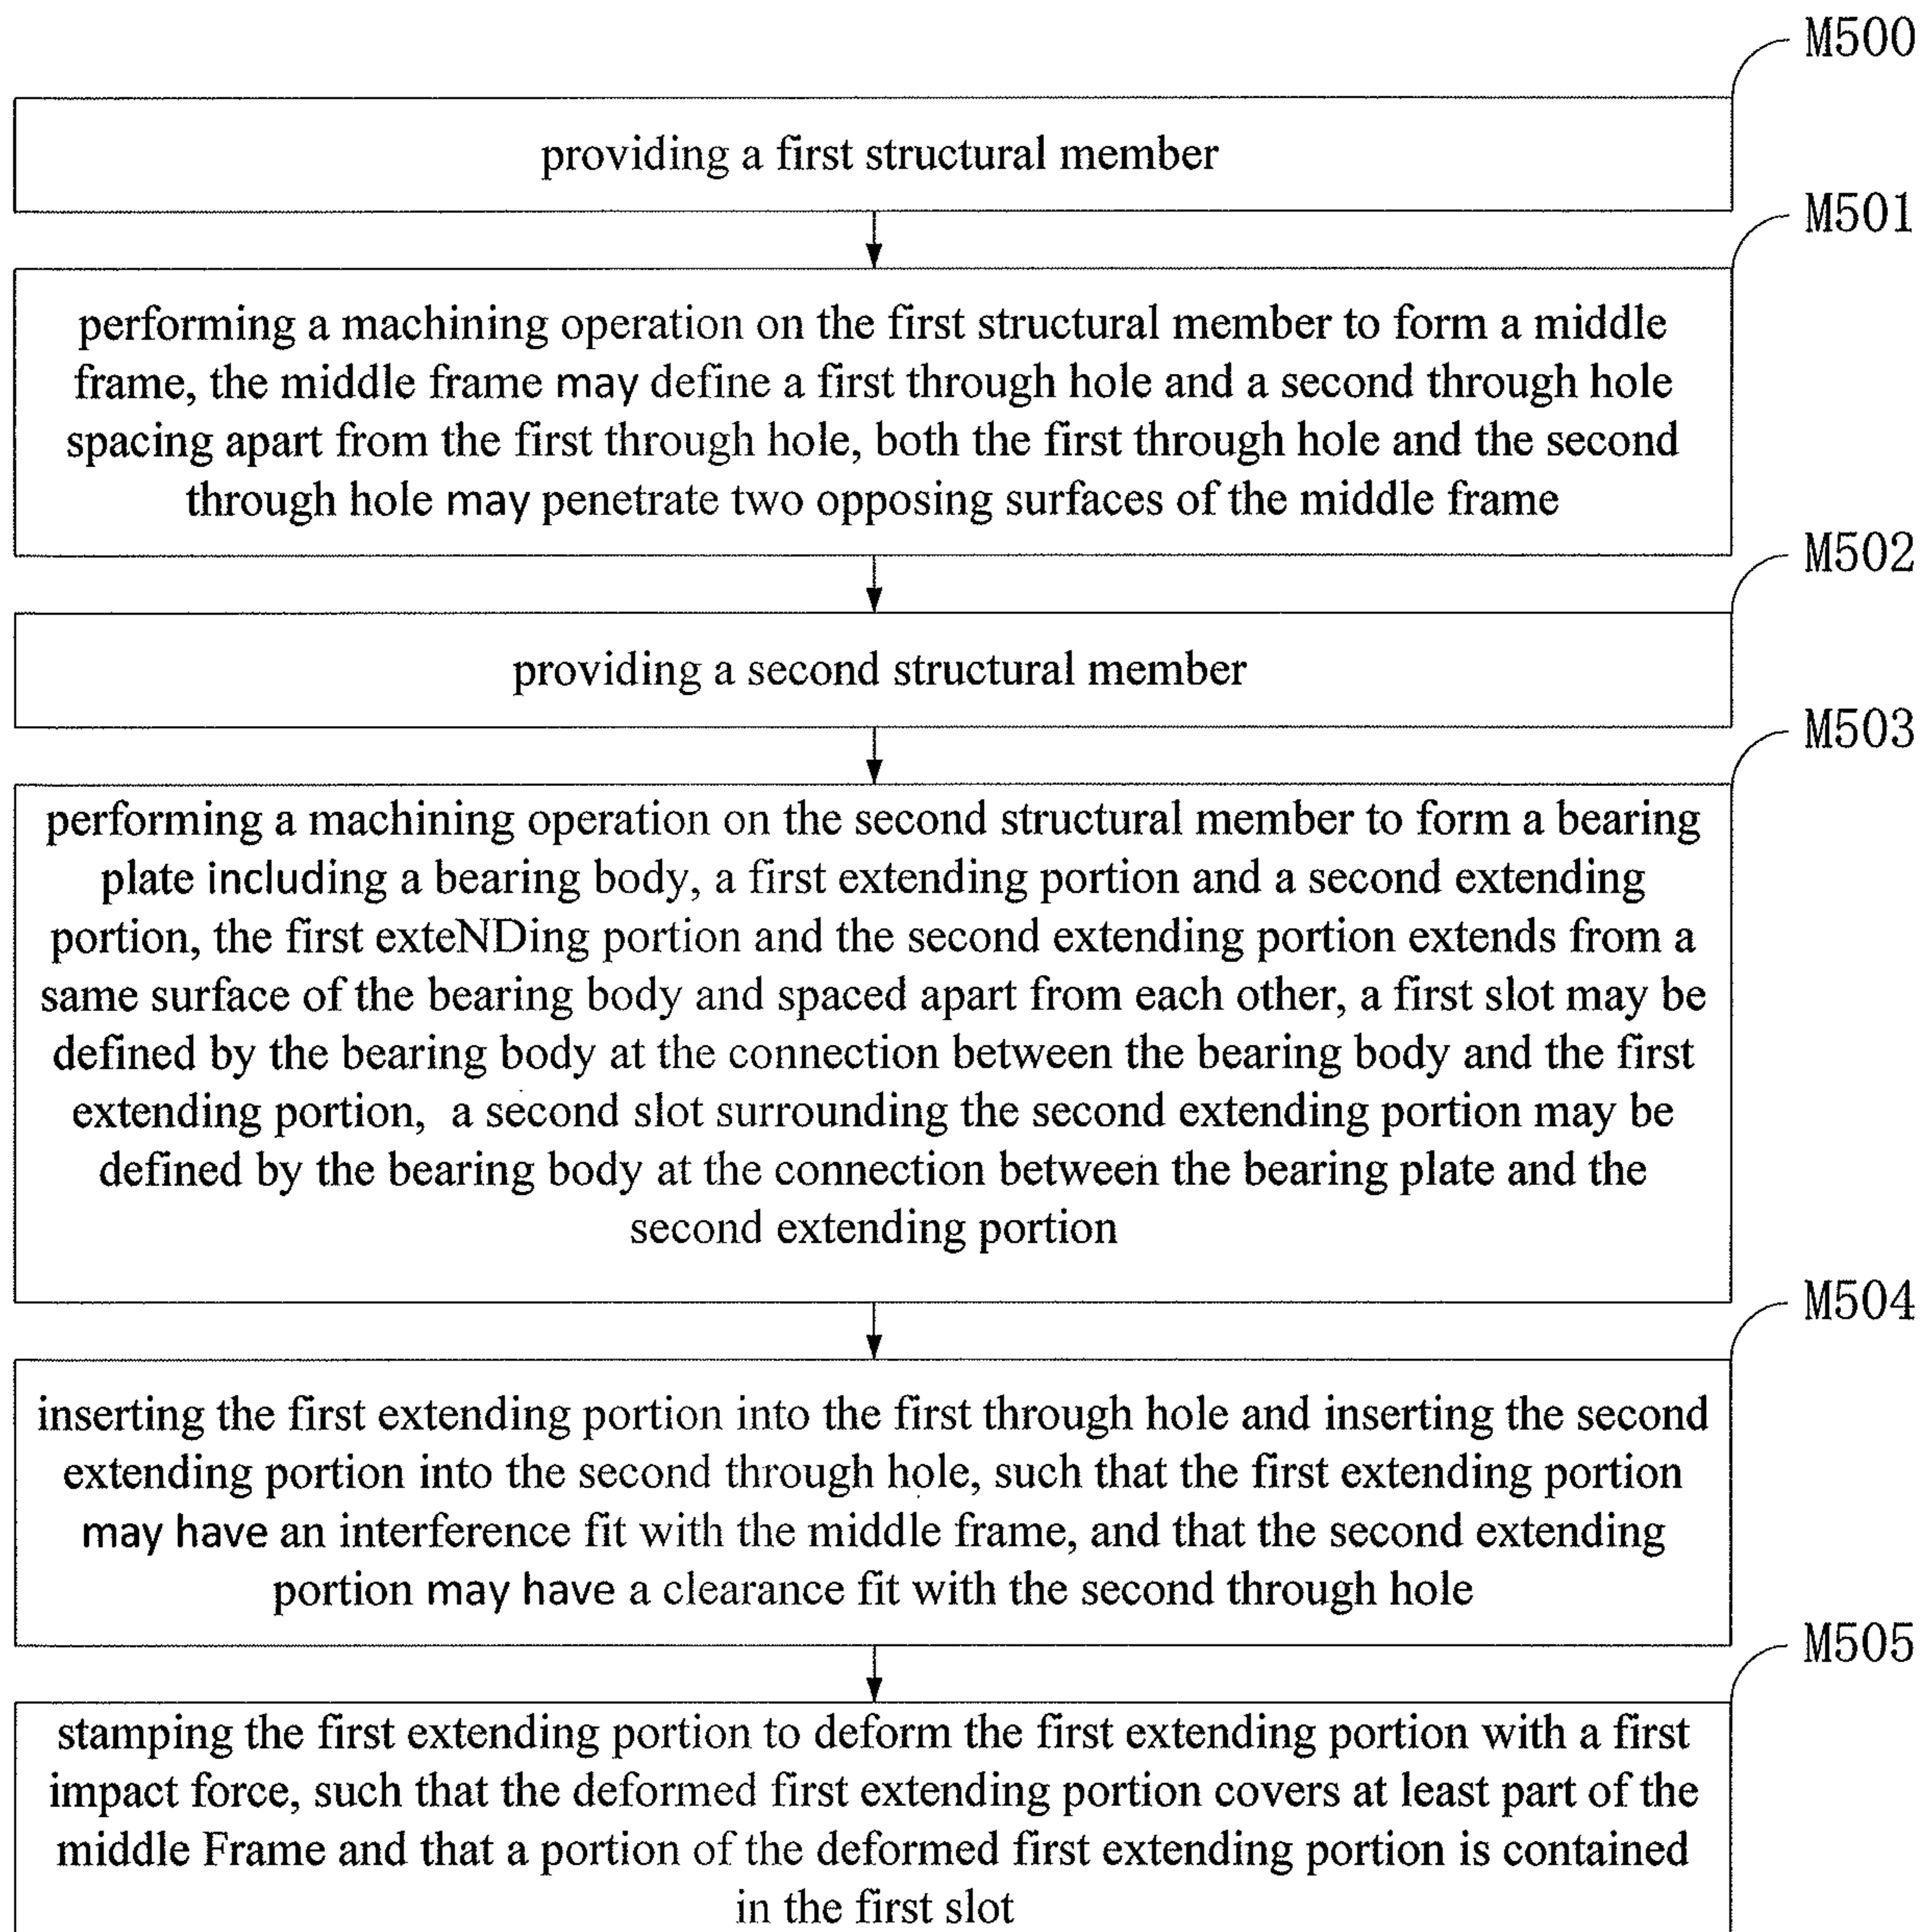 M500
providing a first structural member
M501
performing a machining operation on the first structural member to form a middle
frame, the middle frame may define a first through hole and a second through hole
spacing apart from the first through hole, both the first through hole and the second
through hole may penetrate two opposing surfaces of the middle frame
M502
providing a second structural member
M503
performing a machining operation on the second structural member to form a bearing
plate including a bearing body, a first extending portion and a second extending
portion, the first exteNDing portion and the second extending portion extends from a
same surface of the bearing body and spaced apart from each other, a first slot may be
defined by the bearing body at the connection between the bearing body and the first
extending portion, a second slot surrounding the second extending portion may be
defined by the bearing body at the connection between the bearing plate and the
second extending portion
M504
inserting the first extending portion into the first through hole and inserting the second
extending portion into the second through hole, such that the first extending portion
may have an interference fit with the middle frame, and that the second extending
portion may have a clearance fit with the second through hole
M505
stamping the first extending portion to deform the first extending portion with a first
impact force, such that the deformed first extending portion covers at least part of the
middle Frame and that a portion of the deformed first extending portion is contained
in the first slot